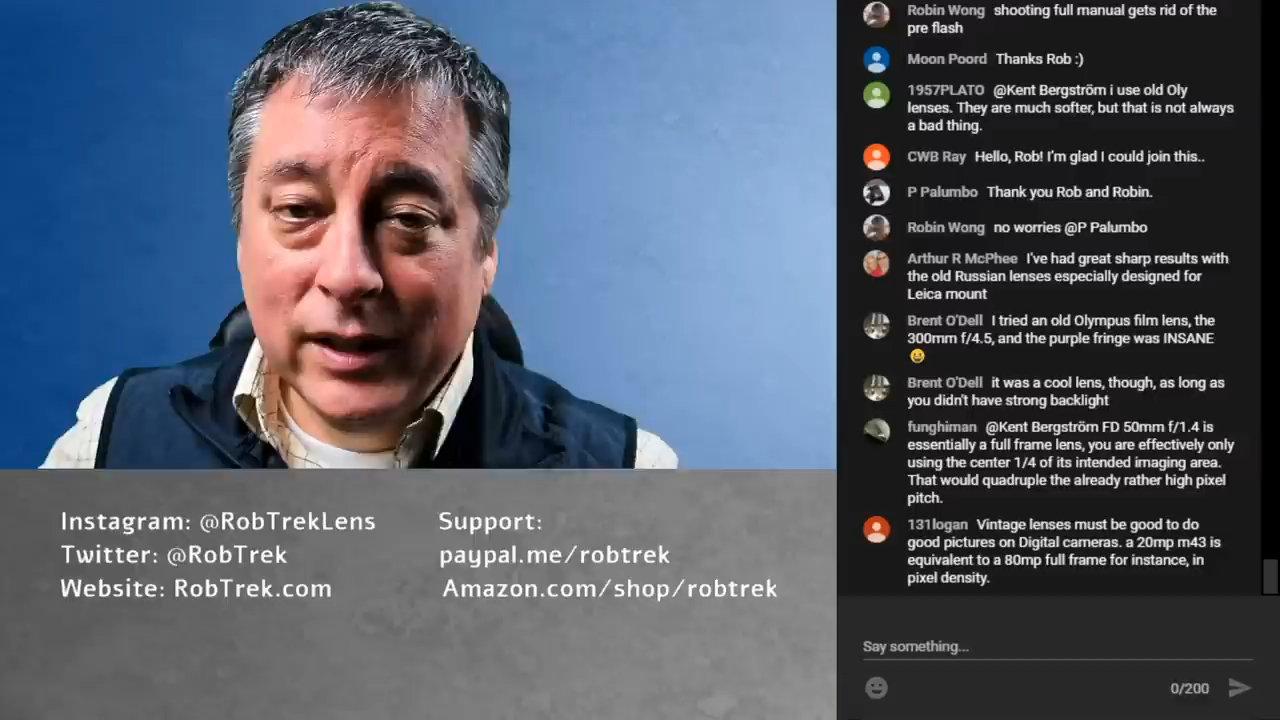 Instagram: @RobTrekLens
Twitter: @RobTrek
Website: RobTrek.com
Support:
paypal.me/robtrek
Amazon.com/shop/robtrek
Robin Wong shooting full manual gets rid of the
pre flash
Moon Poord Thanks Rob :)
1957PLATO @Kent Bergström i use old Oly
lenses. They are much softer, but that is not always
a bad thing.
CWB Ray Hello, Rob! I'm glad I could join this..
P Palumbo Thank you Rob and Robin.
Robin Wong no worries @P Palumbo
Arthur R McPhee I've had great sharp results with
the old Russian lenses especially designed for
Leica mount
Brent O'Dell I tried an old Olympus film lens, the
300mm f/4.5, and the purple fringe was INSANE
😀
Brent O'Dell it was a cool lens, though, as long as
you didn't have strong backlight
funghiman @Kent Bergström FD 50mm f/1.4 is
essentially a full frame lens, you are effectively only
using the center 1/4 of its intended imaging area.
That would quadruple the already rather high pixel
pitch.
131logan Vintage lenses must be good to do
good pictures on Digital cameras. a 20mp m43 is
equivalent to a 80mp full frame for instance, in
pixel density.
Say something...
0/200